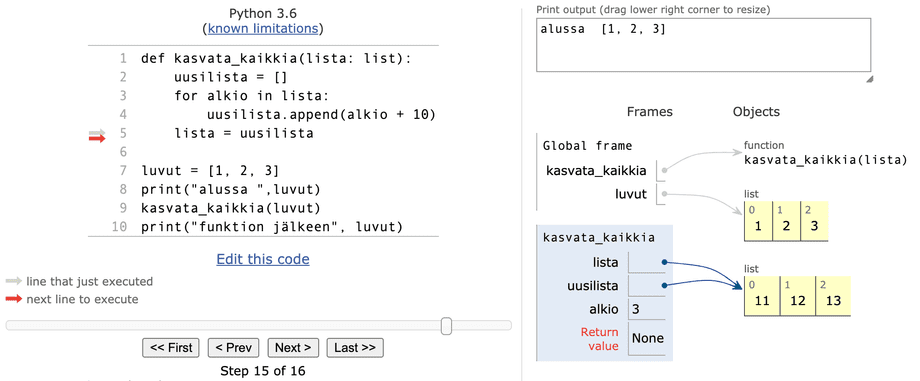 Python 3.6
(known limitations)
1 def kasvata_kaikkia(lista: list):
2     uusilista = []
3     for alkio in lista:
4         uusilista.append(alkio + 10)
5     lista = uusilista
6
7 luvut = [1, 2, 3]
8 print("alussa ",luvut)
9 kasvata_kaikkia(luvut)
10 print("funktion jälkeen", luvut)
Edit this code
line that just executed
next line to execute
<< First
< Prev
Next >
Last >>
Step 15 of 16
Print output (drag lower right corner to resize)
alussa  [1, 2, 3]
Frames
Objects
Global frame
kasvata_kaikkia
luvut
function
kasvata_kaikkia(lista)
list
0 1 2
1 2 3
kasvata_kaikkia
lista
uusilista
alkio 3
Return
value None
list
0 1 2
11 12 13